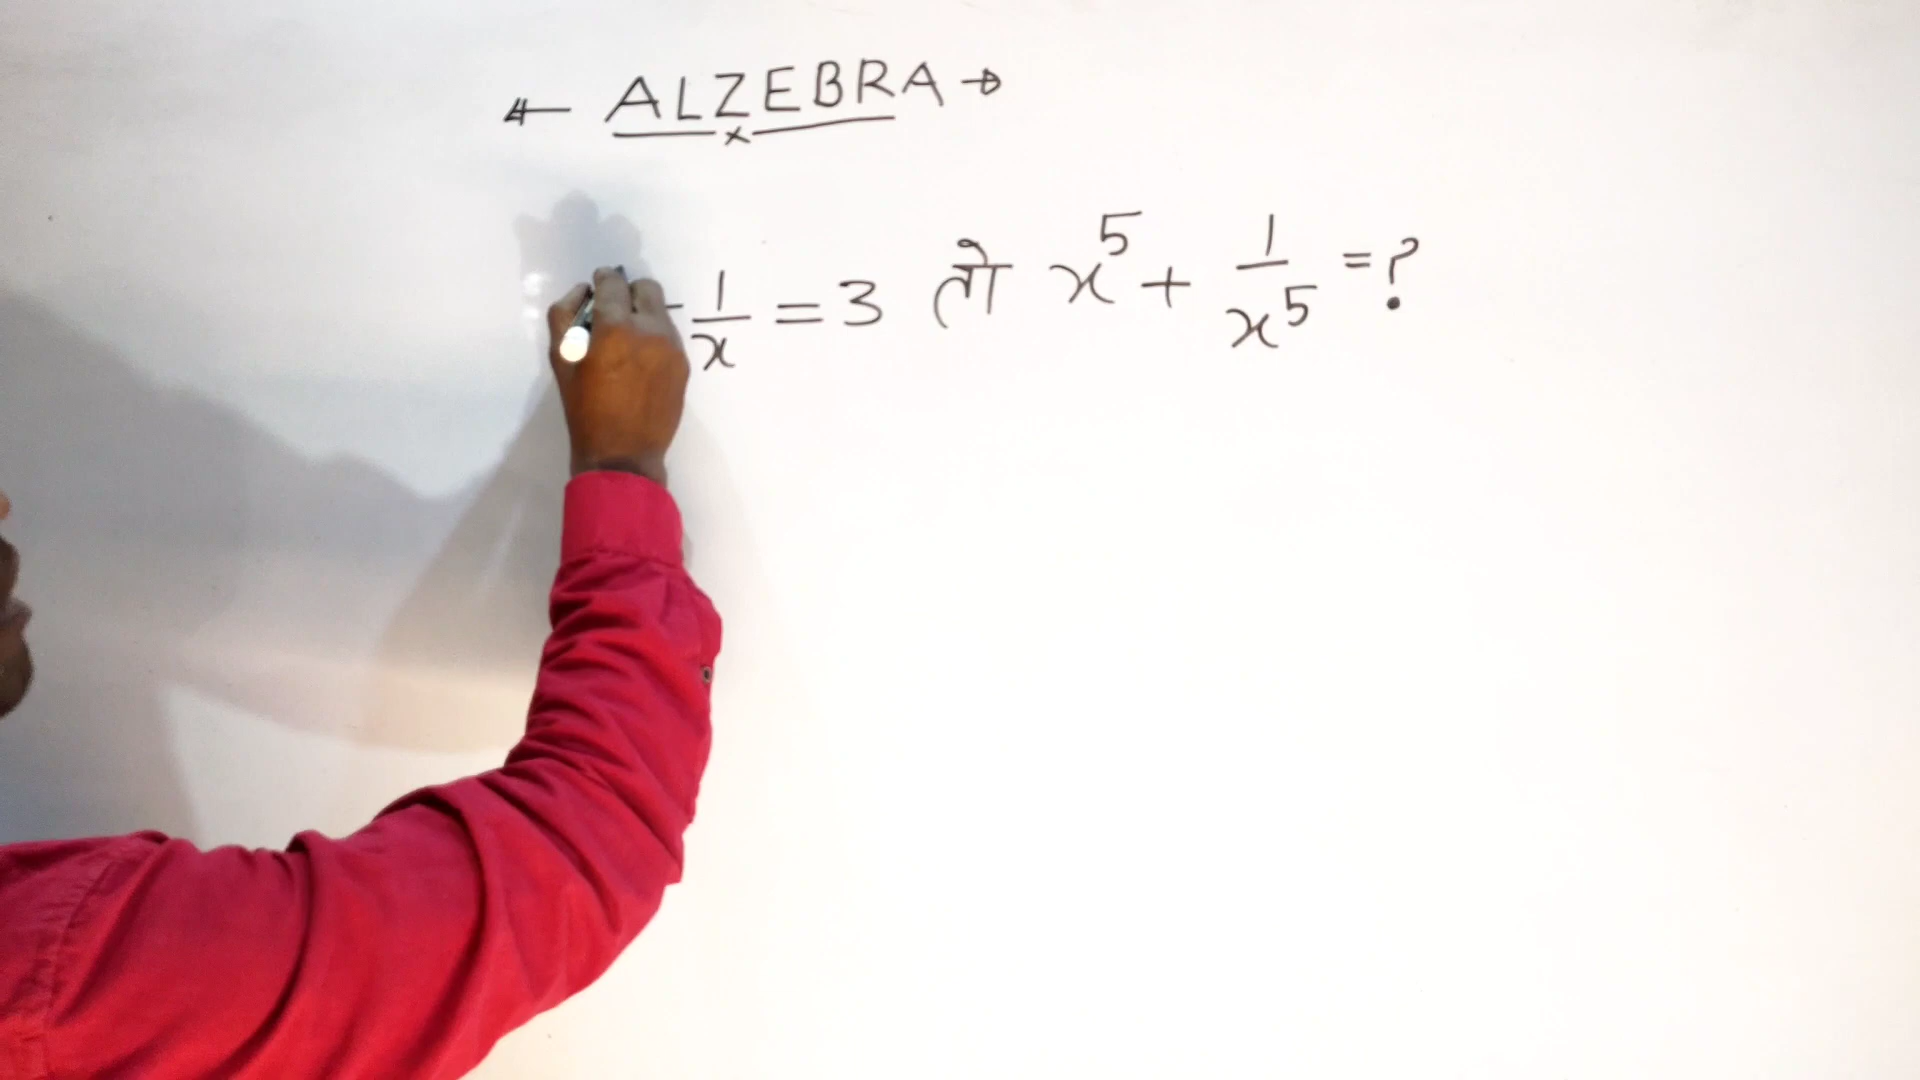 ← ALZEBRA →
1/x = 3 तो x⁵ + 1/x⁵ = ?